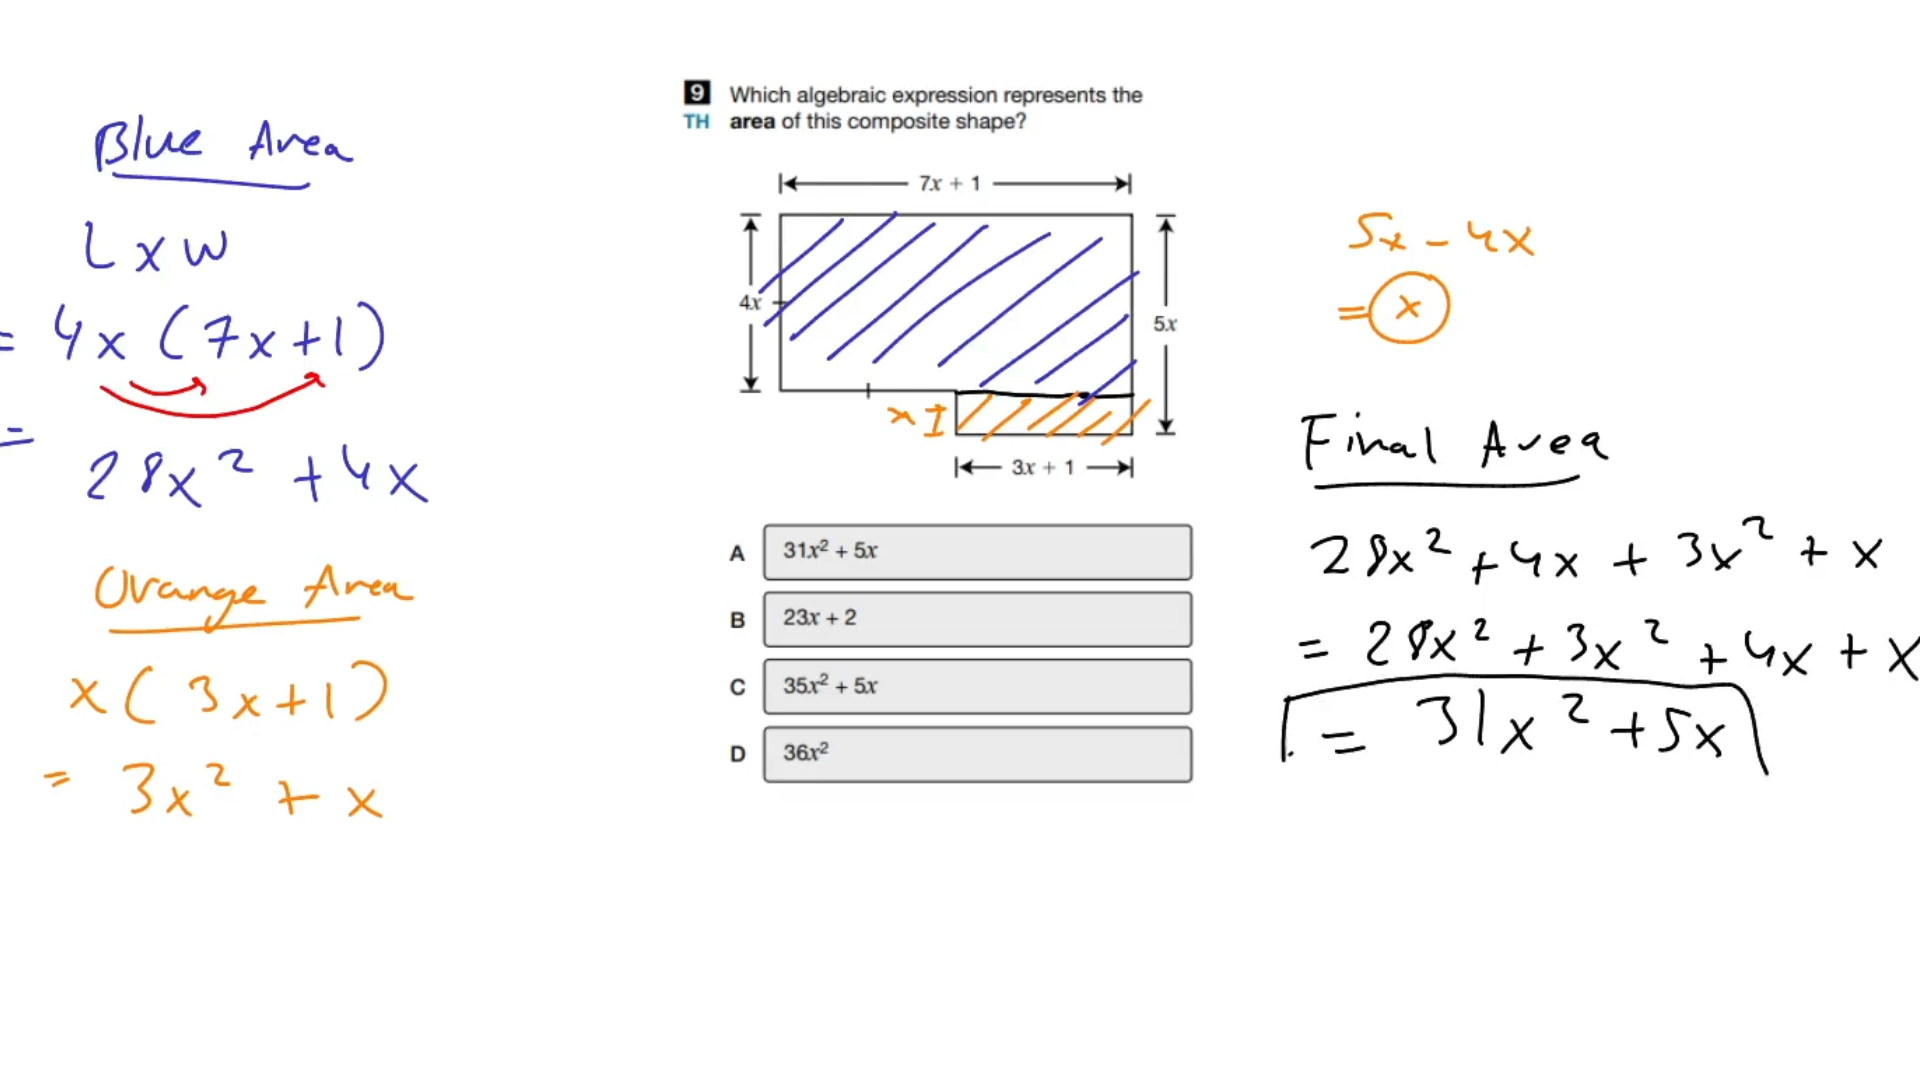 Blue Area
L x W
= 4x (7x+1)
= 28x² + 4x
Orange Area
x(3x+1)
= 3x² + x
9 Which algebraic expression represents the
TH area of this composite shape?
7x + 1
4x
5x
x
3x + 1
A 31x² + 5x
B 23x + 2
C 35x² + 5x
D 36x²
5x - 4x
= x
Final Area
28x² + 4x + 3x² + x
= 28x² + 3x² + 4x + x
= 31x² + 5x